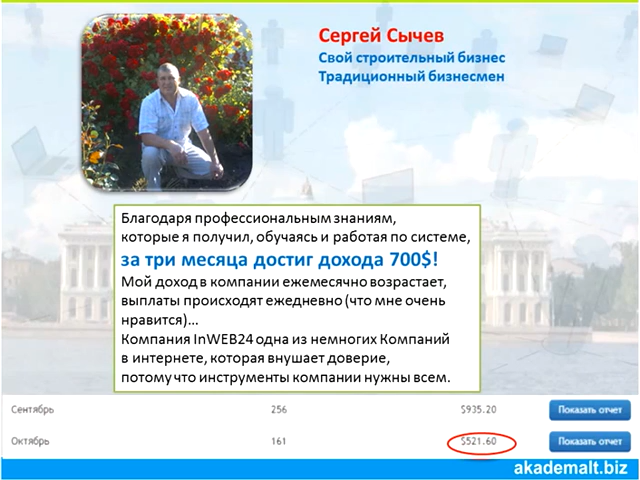 Сергей Сычев
Свой строительный бизнес
Традиционный бизнесмен
Благодаря профессиональным знаниям,
которые я получил, обучаясь и работая по системе,
за три месяца достиг дохода 700$!
Мой доход в компании ежемесячно возрастает,
выплаты происходят ежедневно (что мне очень
нравится)...
Компания InWEB24 одна из немногих Компаний
в интернете, которая внушает доверие,
потому что инструменты компании нужны всем.
Сентябрь 256 $935.20 Показать отчет
Октябрь 161 $521.60 Показать отчет
akademalt.biz